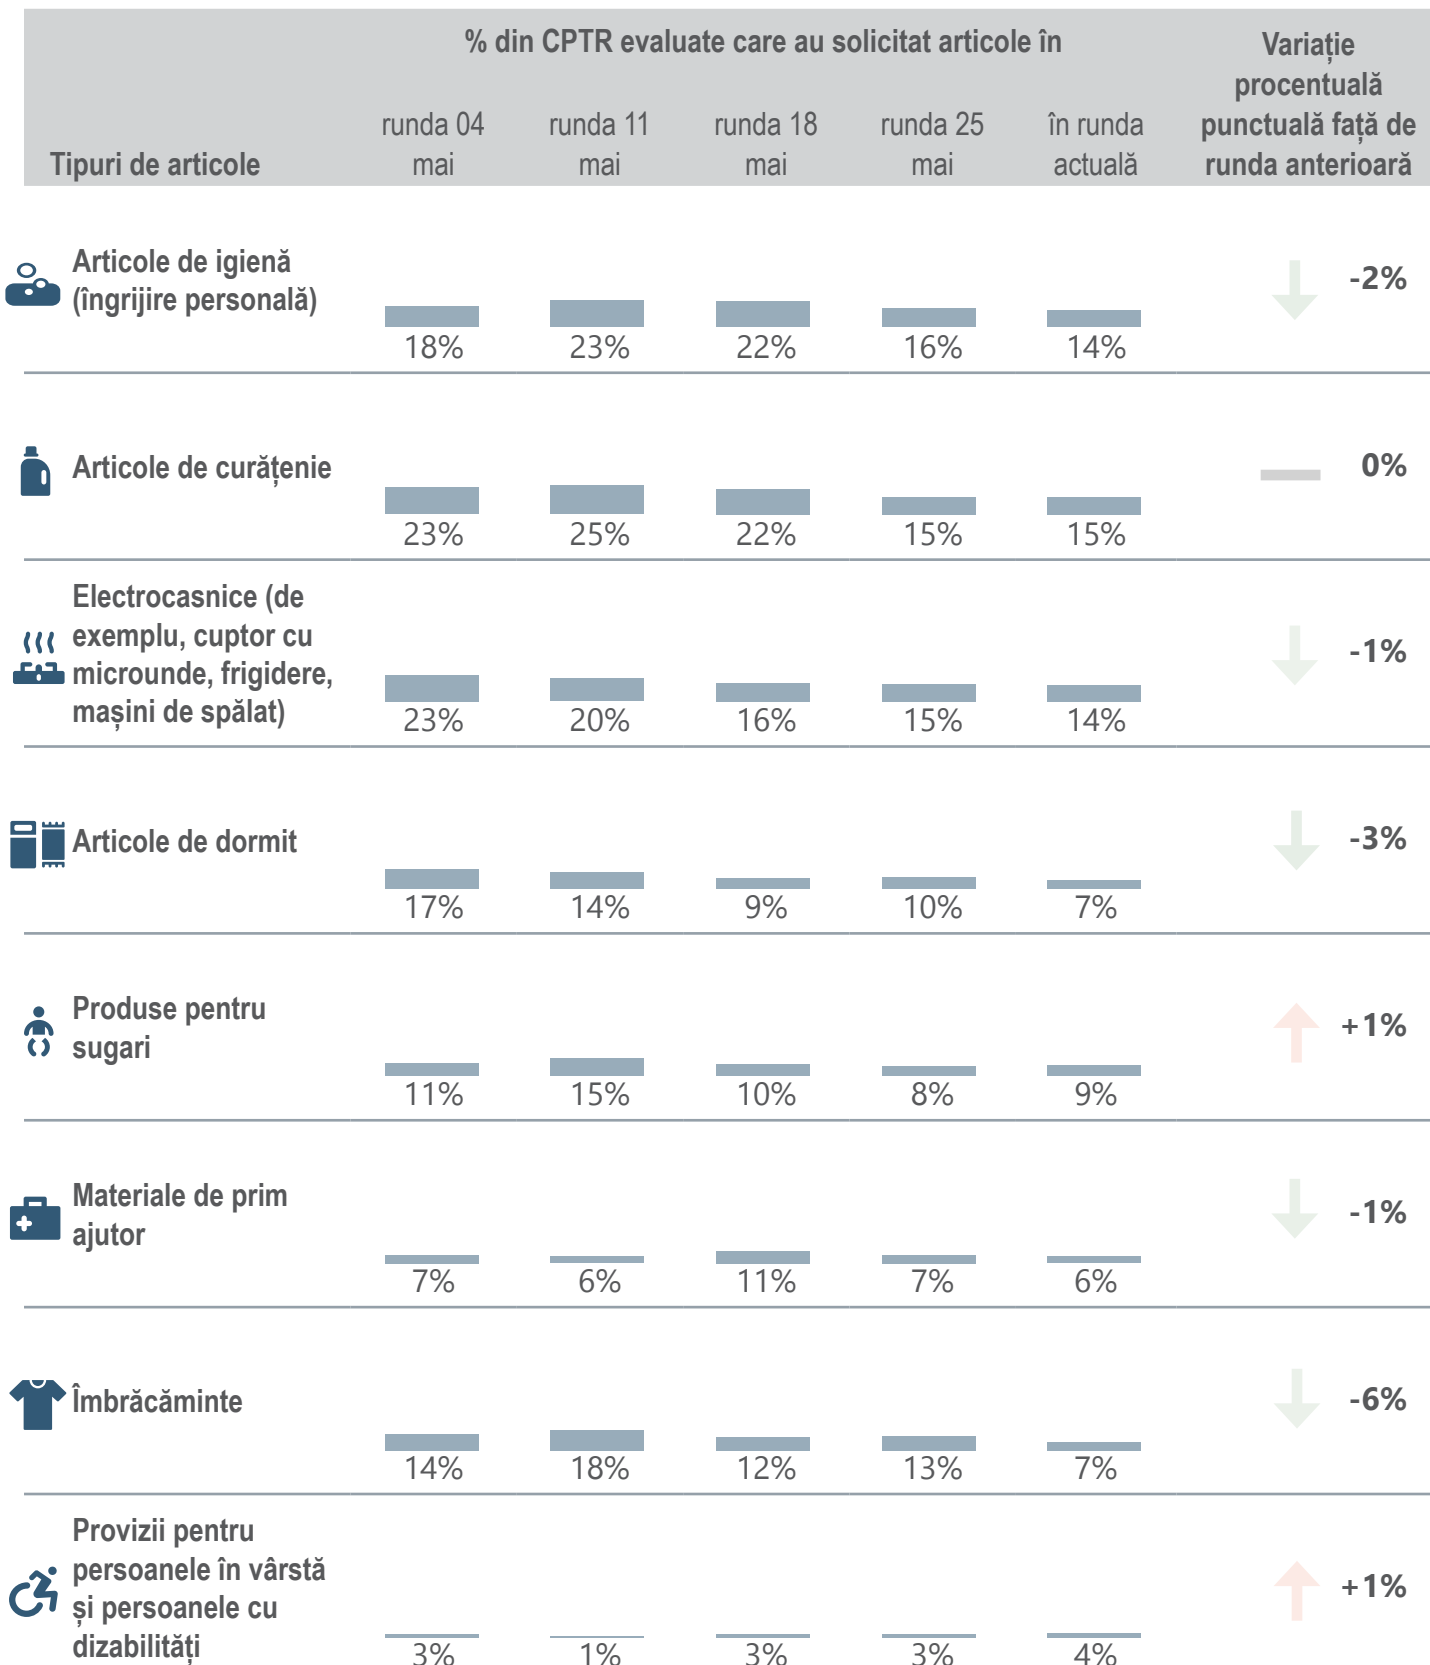 % din CPTR evaluate care au solicitat articole în
Variație procentuală punctuală față de runda anterioară
Tipuri de articole
runda 04 mai
runda 11 mai
runda 18 mai
runda 25 mai
în runda actuală
Articole de igienă
(îngrijire personală)
18% 23% 22% 16% 14% -2%
Articole de curățenie
23% 25% 22% 15% 15% 0%
Electrocasnice (de
exemplu, cuptor cu
microunde, frigidere,
mașini de spălat)
23% 20% 16% 15% 14% -1%
Articole de dormit
17% 14% 9% 10% 7% -3%
Produse pentru
sugari
11% 15% 10% 8% 9% +1%
Materiale de prim
ajutor
7% 6% 11% 7% 6% -1%
Îmbrăcăminte
14% 18% 12% 13% 7% -6%
Provizii pentru
persoanele în vârstă
și persoanele cu
dizabilități
3% 1% 3% 3% 4% +1%